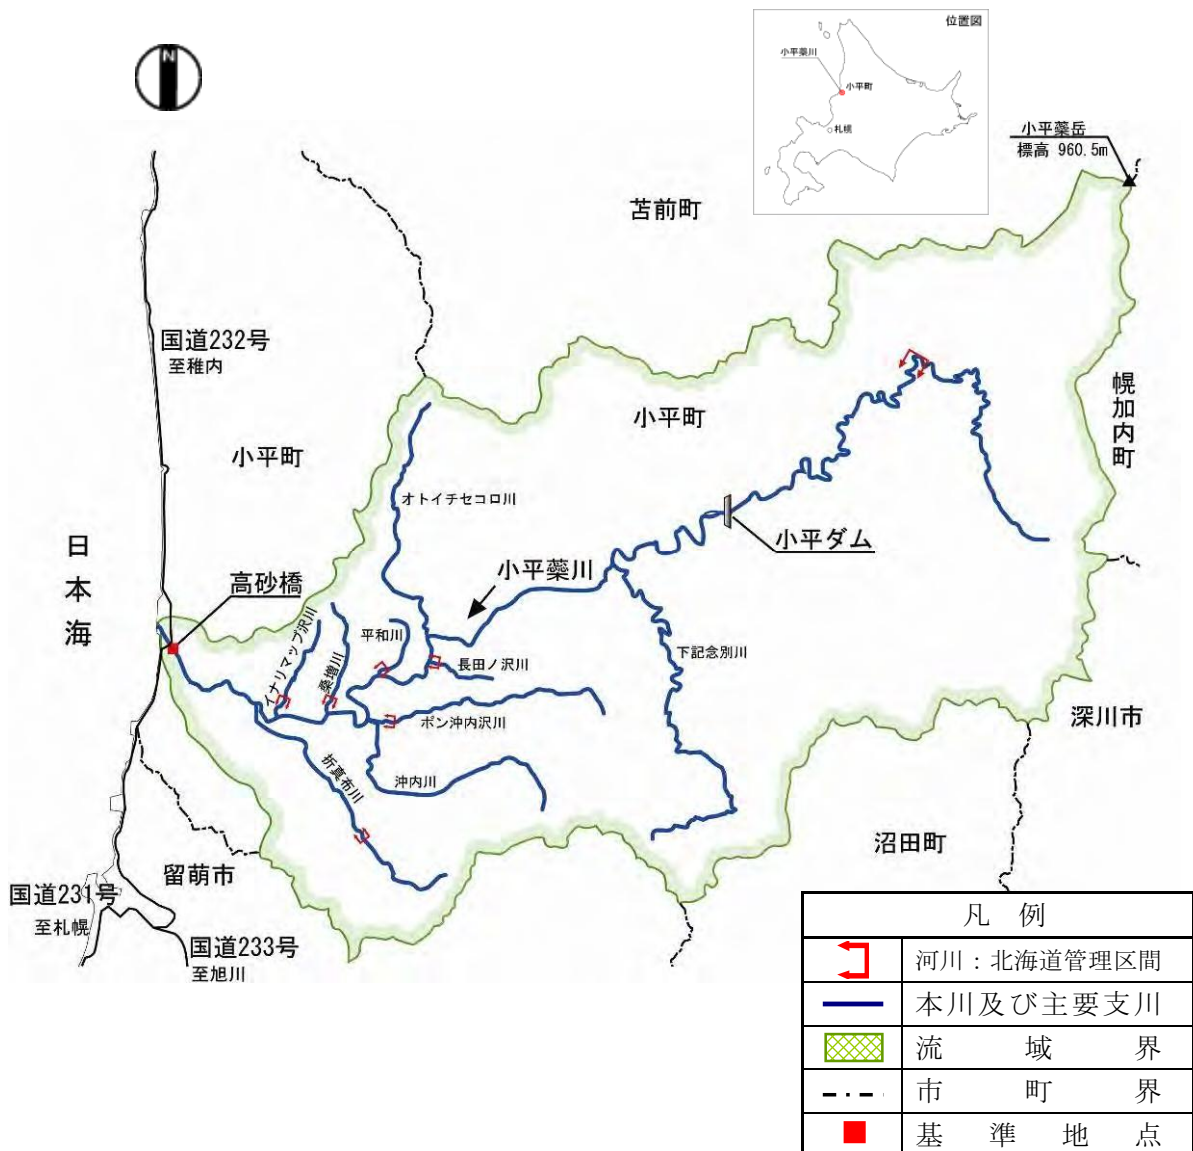 位置図
小平蘂川
小平町
札幌
N
小平蘂岳
標高 960.5m
苫前町
国道232号
至稚内
小平町
小平町
幌加内町
オトイチセコロ川
日本海
小平ダム
小平蘂川
高砂橋
イナリマップ沢川
桑増川
平和川
長田ノ沢川
下記念別川
ポン沖内沢川
深川市
折真布川
沖内川
沼田町
留萌市
国道231号
至札幌
国道233号
至旭川
凡 例
河川：北海道管理区間
本川及び主要支川
流域界
市町界
基準地点